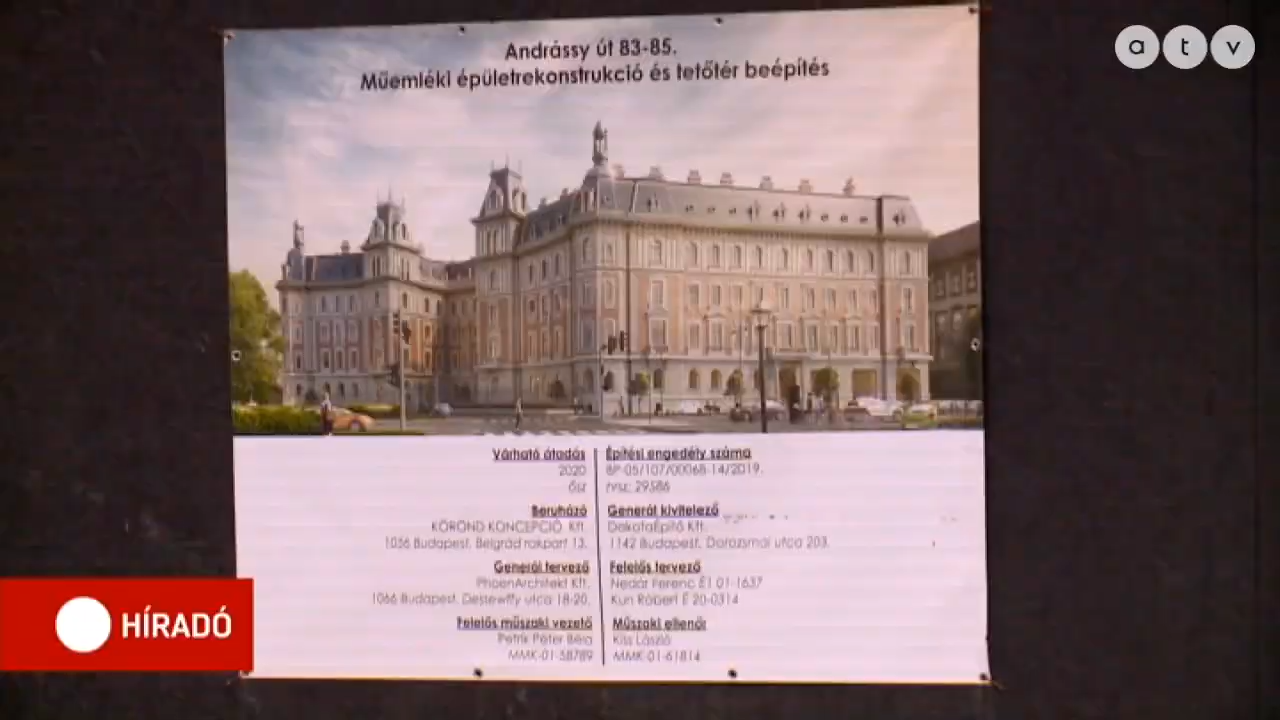 a t v
Andrássy út 83-85.
Műemléki épületrekonstrukció és tetőtér beépítés
Várható átadás
2020
ősz
Beruházó
KÖRÖND KONCEPCIÓ Kft.
1056 Budapest, Belgrád rakpart 13.
Generál tervező
PhoenArchitekt Kft.
1066 Budapest, Dessewffy utca 18-20.
Felelős műszaki vezető
Petrik Péter Béla
MMK-01-58789
Építési engedély száma
BP-05/107/00068-14/2019.
hrsz: 29586
Generál kivitelező
DakotaÉpítő Kft.
1142 Budapest, Dorozsmai utca 203.
Felelős tervező
Nedár Ferenc É1 01-1637
Kun Róbert É 20-0314
Műszaki ellenőr
Kiss László
MMK-01-61814
HÍRADÓ